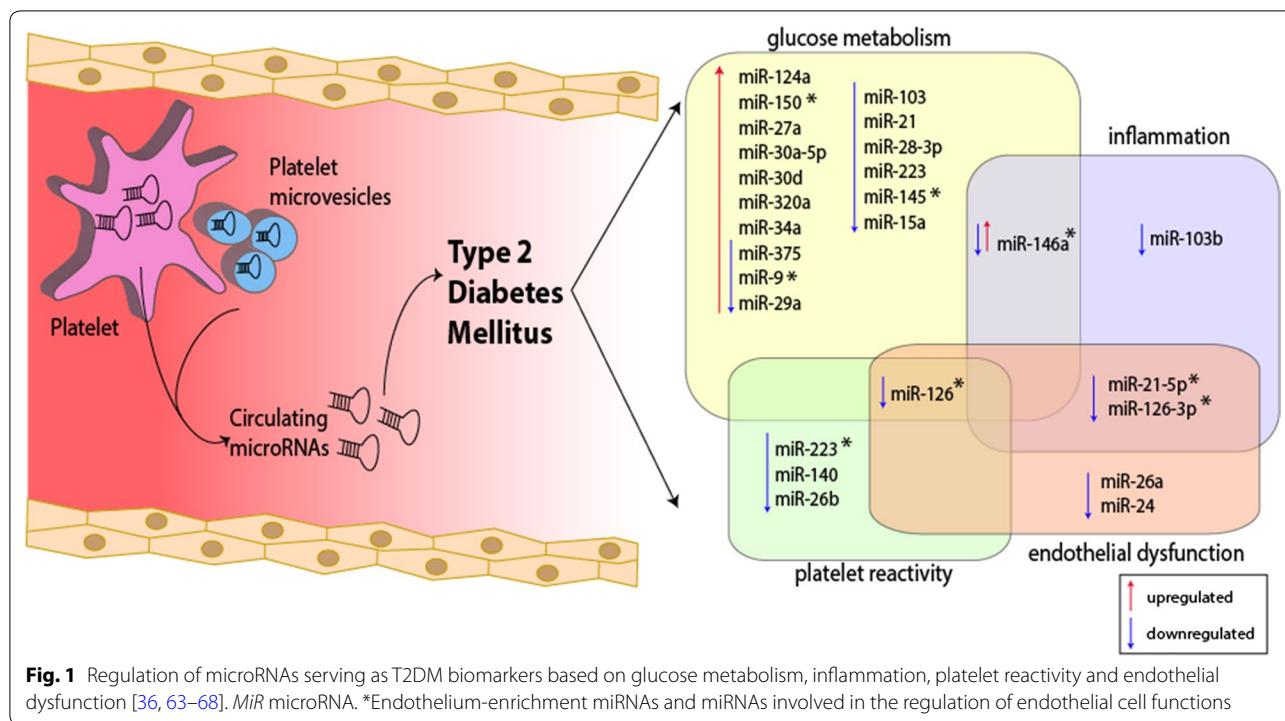 glucose metabolism
miR-124a
miR-150 *
miR-27a
miR-30a-5p
miR-30d
miR-320a
miR-34a
miR-375
miR-9 *
miR-29a
miR-103
miR-21
miR-28-3p
miR-223
miR-145 *
miR-15a
inflammation
miR-146a*
miR-103b
Platelet
microvesicles
Platelet
Type 2
Diabetes
Mellitus
Circulating
microRNAs
miR-126*
miR-21-5p*
miR-126-3p*
miR-223 *
miR-140
miR-26b
miR-26a
miR-24
platelet reactivity
endothelial dysfunction
upregulated
downregulated
Fig. 1 Regulation of microRNAs serving as T2DM biomarkers based on glucose metabolism, inflammation, platelet reactivity and endothelial
dysfunction [36, 63–68]. MiR microRNA. *Endothelium-enrichment miRNAs and miRNAs involved in the regulation of endothelial cell functions